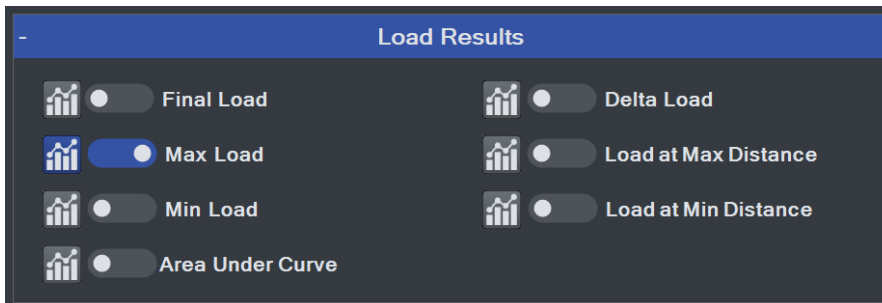 - Load Results
Final Load
Delta Load
Max Load
Load at Max Distance
Min Load
Load at Min Distance
Area Under Curve